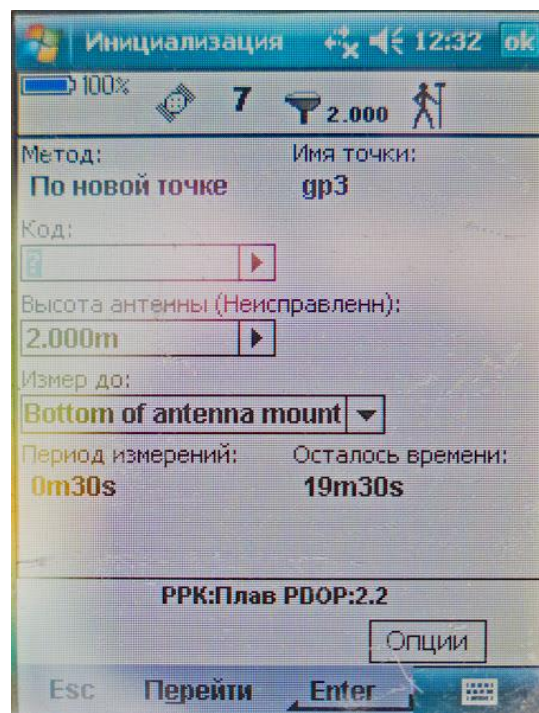 Инициализация 12:32 ok
100% 7 2.000
Метод: Имя точки:
По новой точке gp3
Код:
?
Высота антенны (Неисправленн):
2.000m
Измер до:
Bottom of antenna mount
Период измерений: Осталось времени:
0m30s 19m30s
PPK:Плав PDOP:2.2
Опции
Esc Перейти Enter